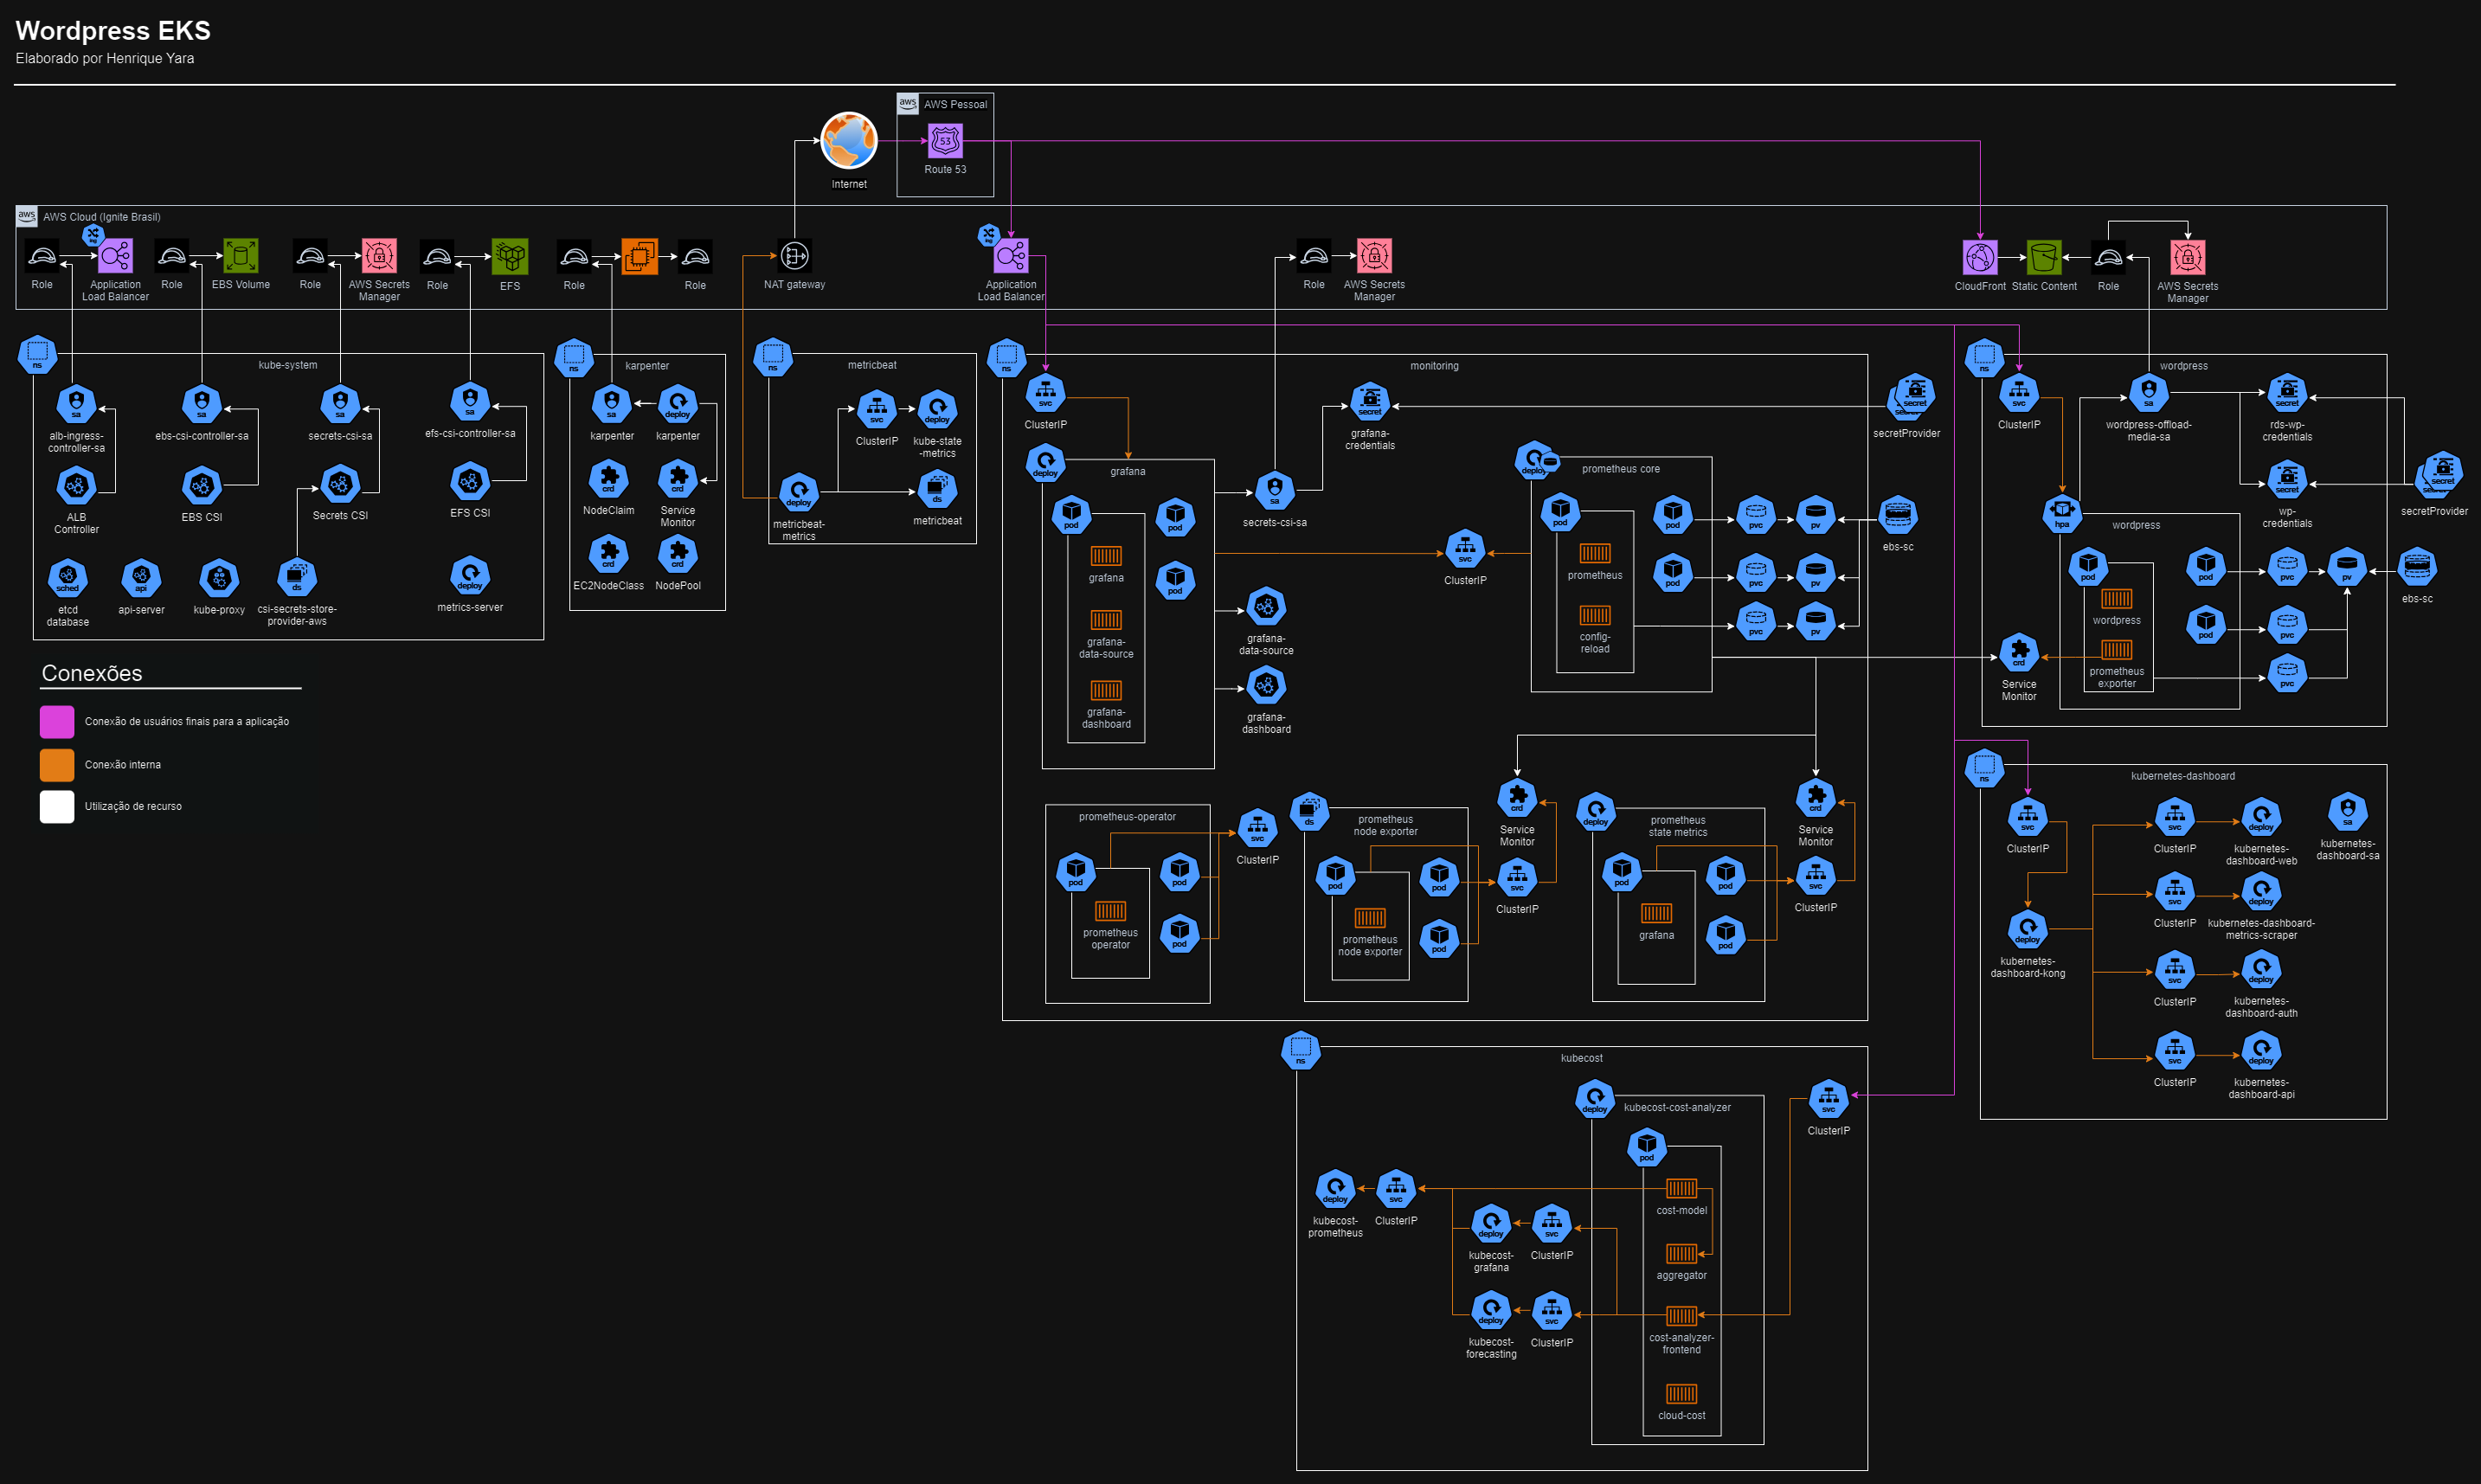 Wordpress EKS
Elaborado por Henrique Yara
aws
AWS Pessoal
53
Route 53
Internet
aws
AWS Cloud (Ignite Brasil)
ing
Role
Application
Load Balancer
Role
EBS Volume
Role
AWS Secrets
Manager
Role
EFS
Role
Role
NAT gateway
ing
Application
Load Balancer
Role
AWS Secrets
Manager
CloudFront
Static Content
Role
AWS Secrets
Manager
ns
kube-system
sa
alb-ingress-
controller-sa
sa
ebs-csi-controller-sa
sa
secrets-csi-sa
sa
efs-csi-controller-sa
ALB
Controller
EBS CSI
Secrets CSI
EFS CSI
sched
etcd
database
api
api-server
kube-proxy
ds
csi-secrets-store-
provider-aws
deploy
metrics-server
ns
karpenter
sa
karpenter
deploy
karpenter
crd
NodeClaim
crd
Service
Monitor
crd
EC2NodeClass
crd
NodePool
ns
metricbeat
svc
ClusterIP
deploy
kube-state
-metrics
deploy
metricbeat-
metrics
ds
metricbeat
Conexões
Conexão de usuários finais para a aplicação
Conexão interna
Utilização de recurso
ns
monitoring
svc
ClusterIP
deploy
grafana
pod
grafana
grafana-
data-source
grafana-
dashboard
pod
pod
sa
secrets-csi-sa
secret
grafana-
credentials
secret
secretProvider
grafana-
data-source
grafana-
dashboard
svc
ClusterIP
deploy
prometheus core
pod
prometheus
config-
reload
pod
pvc
pv
pod
pvc
pv
pvc
pv
ebs-sc
prometheus-operator
pod
prometheus
operator
pod
pod
svc
ClusterIP
ds
prometheus
node exporter
pod
prometheus
node exporter
pod
pod
crd
Service
Monitor
svc
ClusterIP
deploy
prometheus
state metrics
pod
grafana
pod
pod
crd
Service
Monitor
svc
ClusterIP
ns
wordpress
svc
ClusterIP
sa
wordpress-offload-
media-sa
secret
rds-wp-
credentials
secret
wp-
credentials
secret
secretProvider
hpa
wordpress
pod
wordpress
prometheus
exporter
pod
pvc
pv
pod
pvc
pvc
ebs-sc
crd
Service
Monitor
ns
kubernetes-dashboard
svc
ClusterIP
deploy
kubernetes-
dashboard-kong
svc
ClusterIP
deploy
kubernetes-
dashboard-web
sa
kubernetes-
dashboard-sa
svc
ClusterIP
deploy
kubernetes-dashboard-
metrics-scraper
svc
ClusterIP
deploy
kubernetes-
dashboard-auth
svc
ClusterIP
deploy
kubernetes-
dashboard-api
ns
kubecost
deploy
kubecost-cost-analyzer
svc
ClusterIP
pod
cost-model
aggregator
cost-analyzer-
frontend
cloud-cost
deploy
kubecost-
prometheus
svc
ClusterIP
deploy
kubecost-
grafana
svc
ClusterIP
deploy
kubecost-
forecasting
svc
ClusterIP